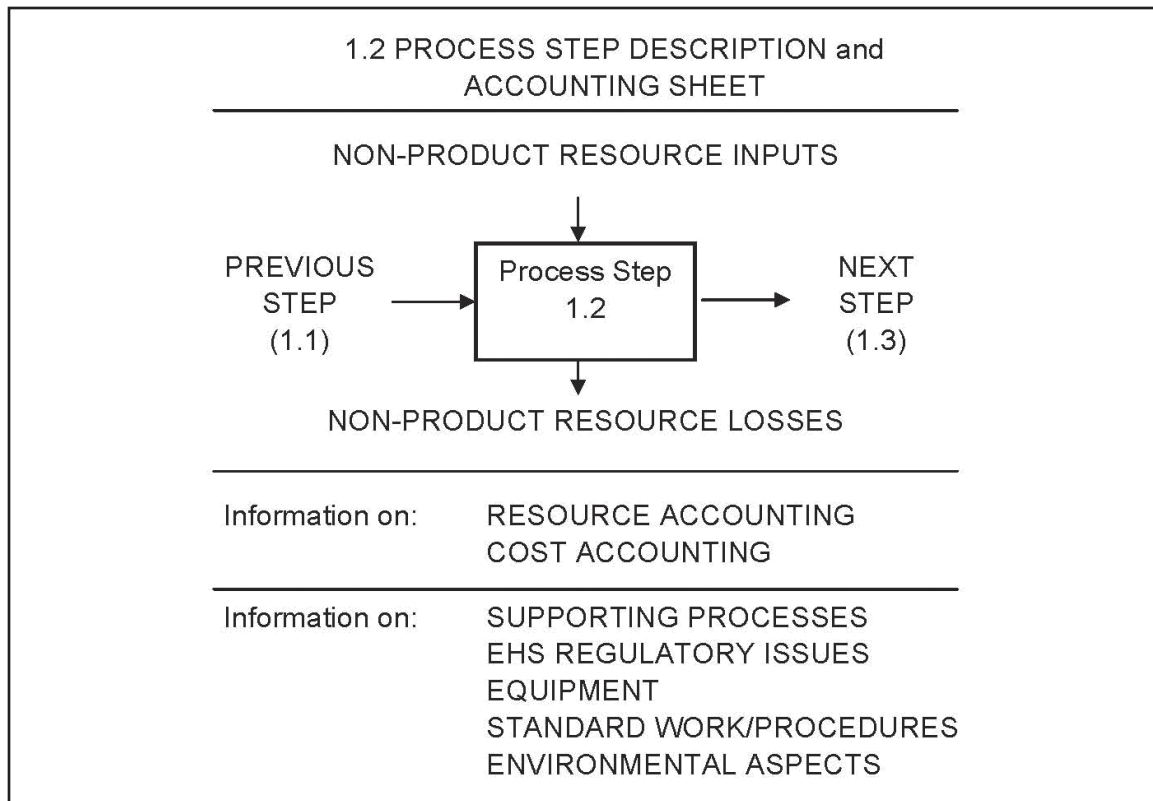 1.2 PROCESS STEP DESCRIPTION and
ACCOUNTING SHEET
NON-PRODUCT RESOURCE INPUTS
PREVIOUS
STEP
(1.1)
Process Step
1.2
NEXT
STEP
(1.3)
NON-PRODUCT RESOURCE LOSSES
Information on: RESOURCE ACCOUNTING
COST ACCOUNTING
Information on: SUPPORTING PROCESSES
EHS REGULATORY ISSUES
EQUIPMENT
STANDARD WORK/PROCEDURES
ENVIRONMENTAL ASPECTS